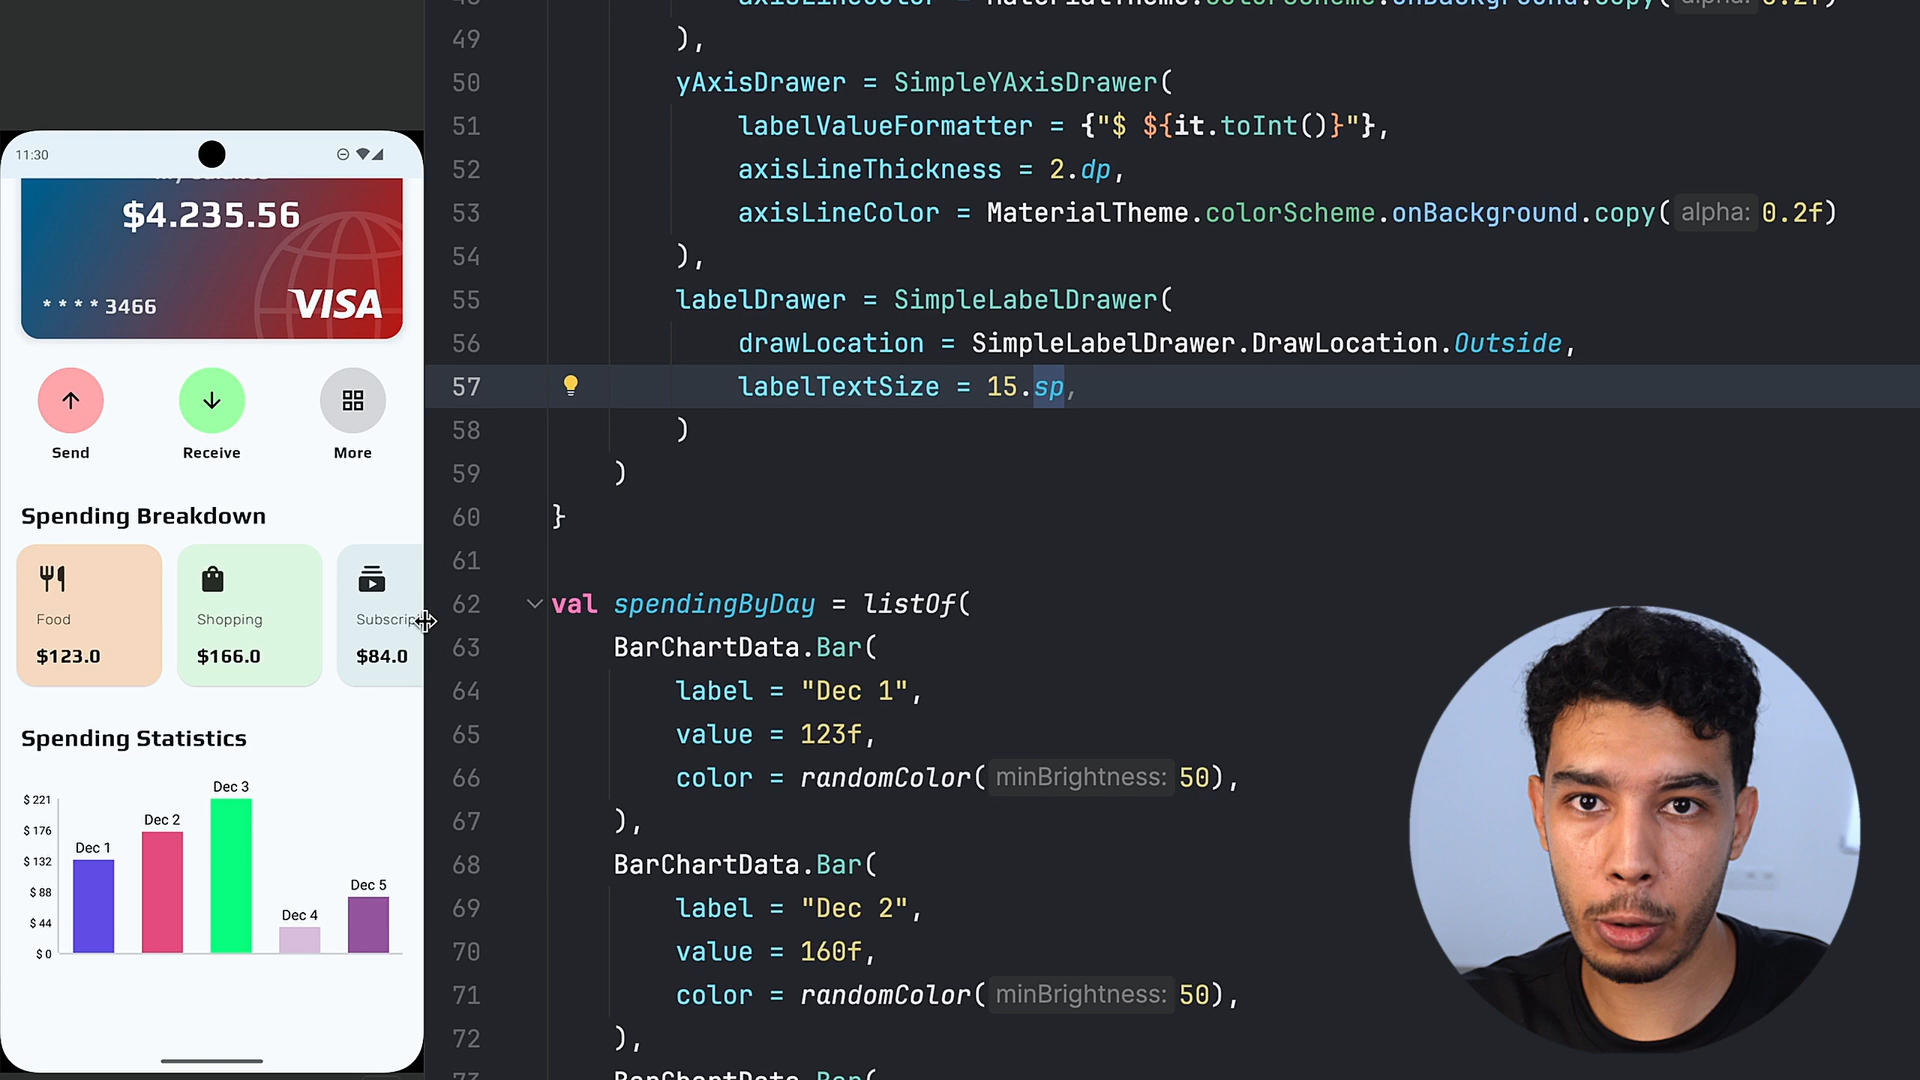 11:30
$4.235.56
* * * * 3466
VISA
Send
Receive
More
Spending Breakdown
Food
Shopping
Subscrip
$123.0
$166.0
$84.0
Spending Statistics
$ 221
$ 176
$ 132
$ 88
$ 44
$ 0
Dec 1
Dec 2
Dec 3
Dec 4
Dec 5
49 ),
50 yAxisDrawer = SimpleYAxisDrawer(
51 labelValueFormatter = {"$ ${it.toInt()}"},
52 axisLineThickness = 2.dp,
53 axisLineColor = MaterialTheme.colorScheme.onBackground.copy( alpha: 0.2f)
54 ),
55 labelDrawer = SimpleLabelDrawer(
56 drawLocation = SimpleLabelDrawer.DrawLocation.Outside,
57 labelTextSize = 15.sp,
58 )
59 )
60 }
61
62 val spendingByDay = listOf(
63 BarChartData.Bar(
64 label = "Dec 1",
65 value = 123f,
66 color = randomColor( minBrightness: 50),
67 ),
68 BarChartData.Bar(
69 label = "Dec 2",
70 value = 160f,
71 color = randomColor( minBrightness: 50),
72 ),